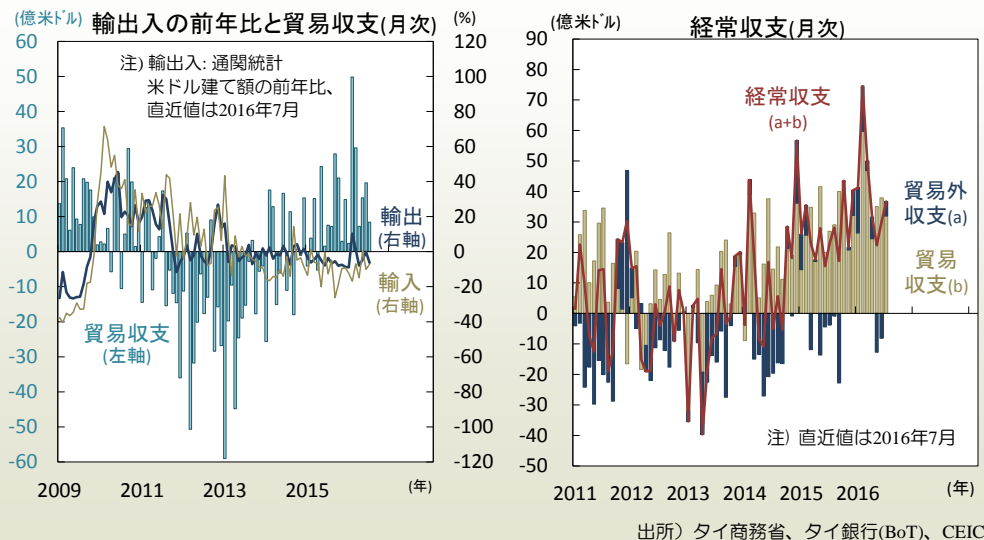 輸出入の前年比と貿易収支(月次)
(億米ドル)
(%)
60
50
40
30
20
10
0
-10
-20
-30
-40
-50
-60
120
100
80
60
40
20
0
-20
-40
-60
-80
-100
-120
注) 輸出入: 通関統計
米ドル建て額の前年比、
直近値は2016年7月
輸出
(右軸)
輸入
(右軸)
貿易収支
(左軸)
2009 2011 2013 2015 (年)
経常収支(月次)
(億米ドル)
90
80
70
60
50
40
30
20
10
0
-10
-20
-30
-40
-50
経常収支
(a+b)
貿易外
収支(a)
貿易
収支(b)
注) 直近値は2016年7月
2011 2012 2013 2014 2015 2016 (年)
出所）タイ商務省、タイ銀行(BoT)、CEIC